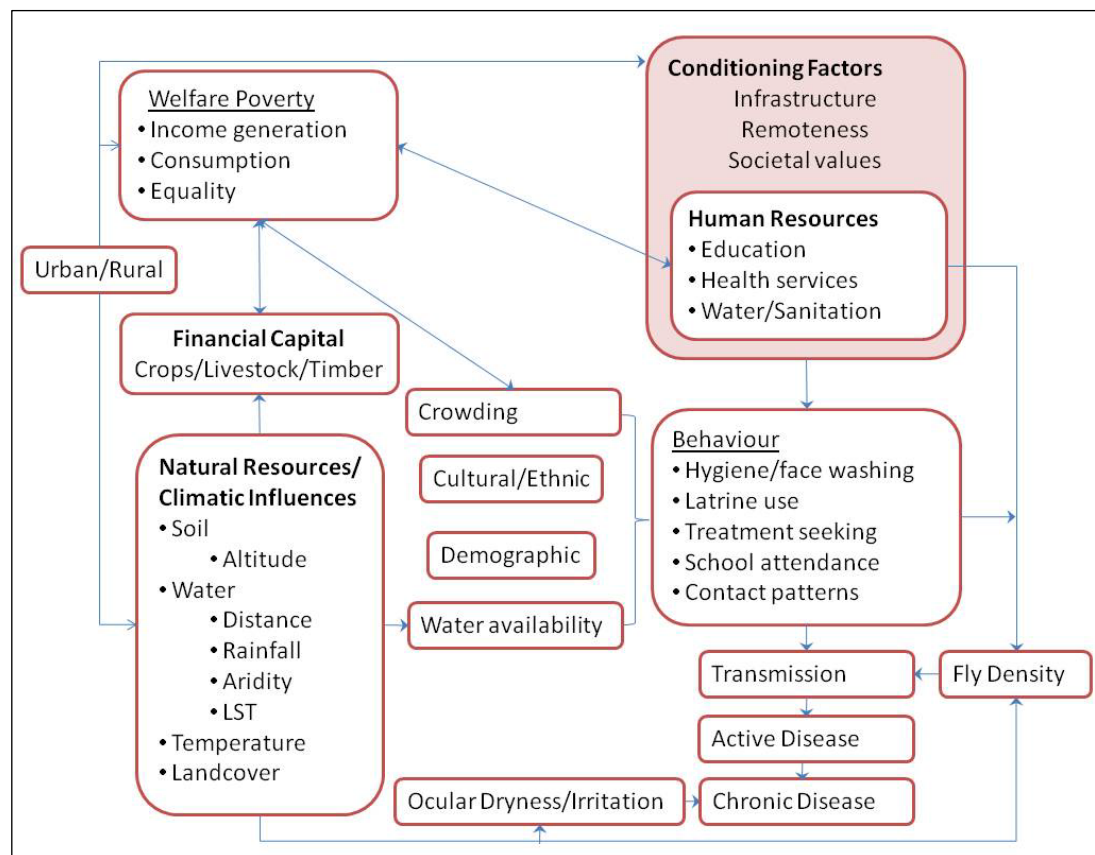 Welfare Poverty
• Income generation
• Consumption
• Equality
Conditioning Factors
Infrastructure
Remoteness
Societal values
Human Resources
• Education
• Health services
• Water/Sanitation
Urban/Rural
Financial Capital
Crops/Livestock/Timber
Natural Resources/
Climatic Influences
• Soil
• Altitude
• Water
• Distance
• Rainfall
• Aridity
• LST
• Temperature
• Landcover
Crowding
Cultural/Ethnic
Demographic
Water availability
Behaviour
• Hygiene/face washing
• Latrine use
• Treatment seeking
• School attendance
• Contact patterns
Transmission
Fly Density
Active Disease
Ocular Dryness/Irritation
Chronic Disease